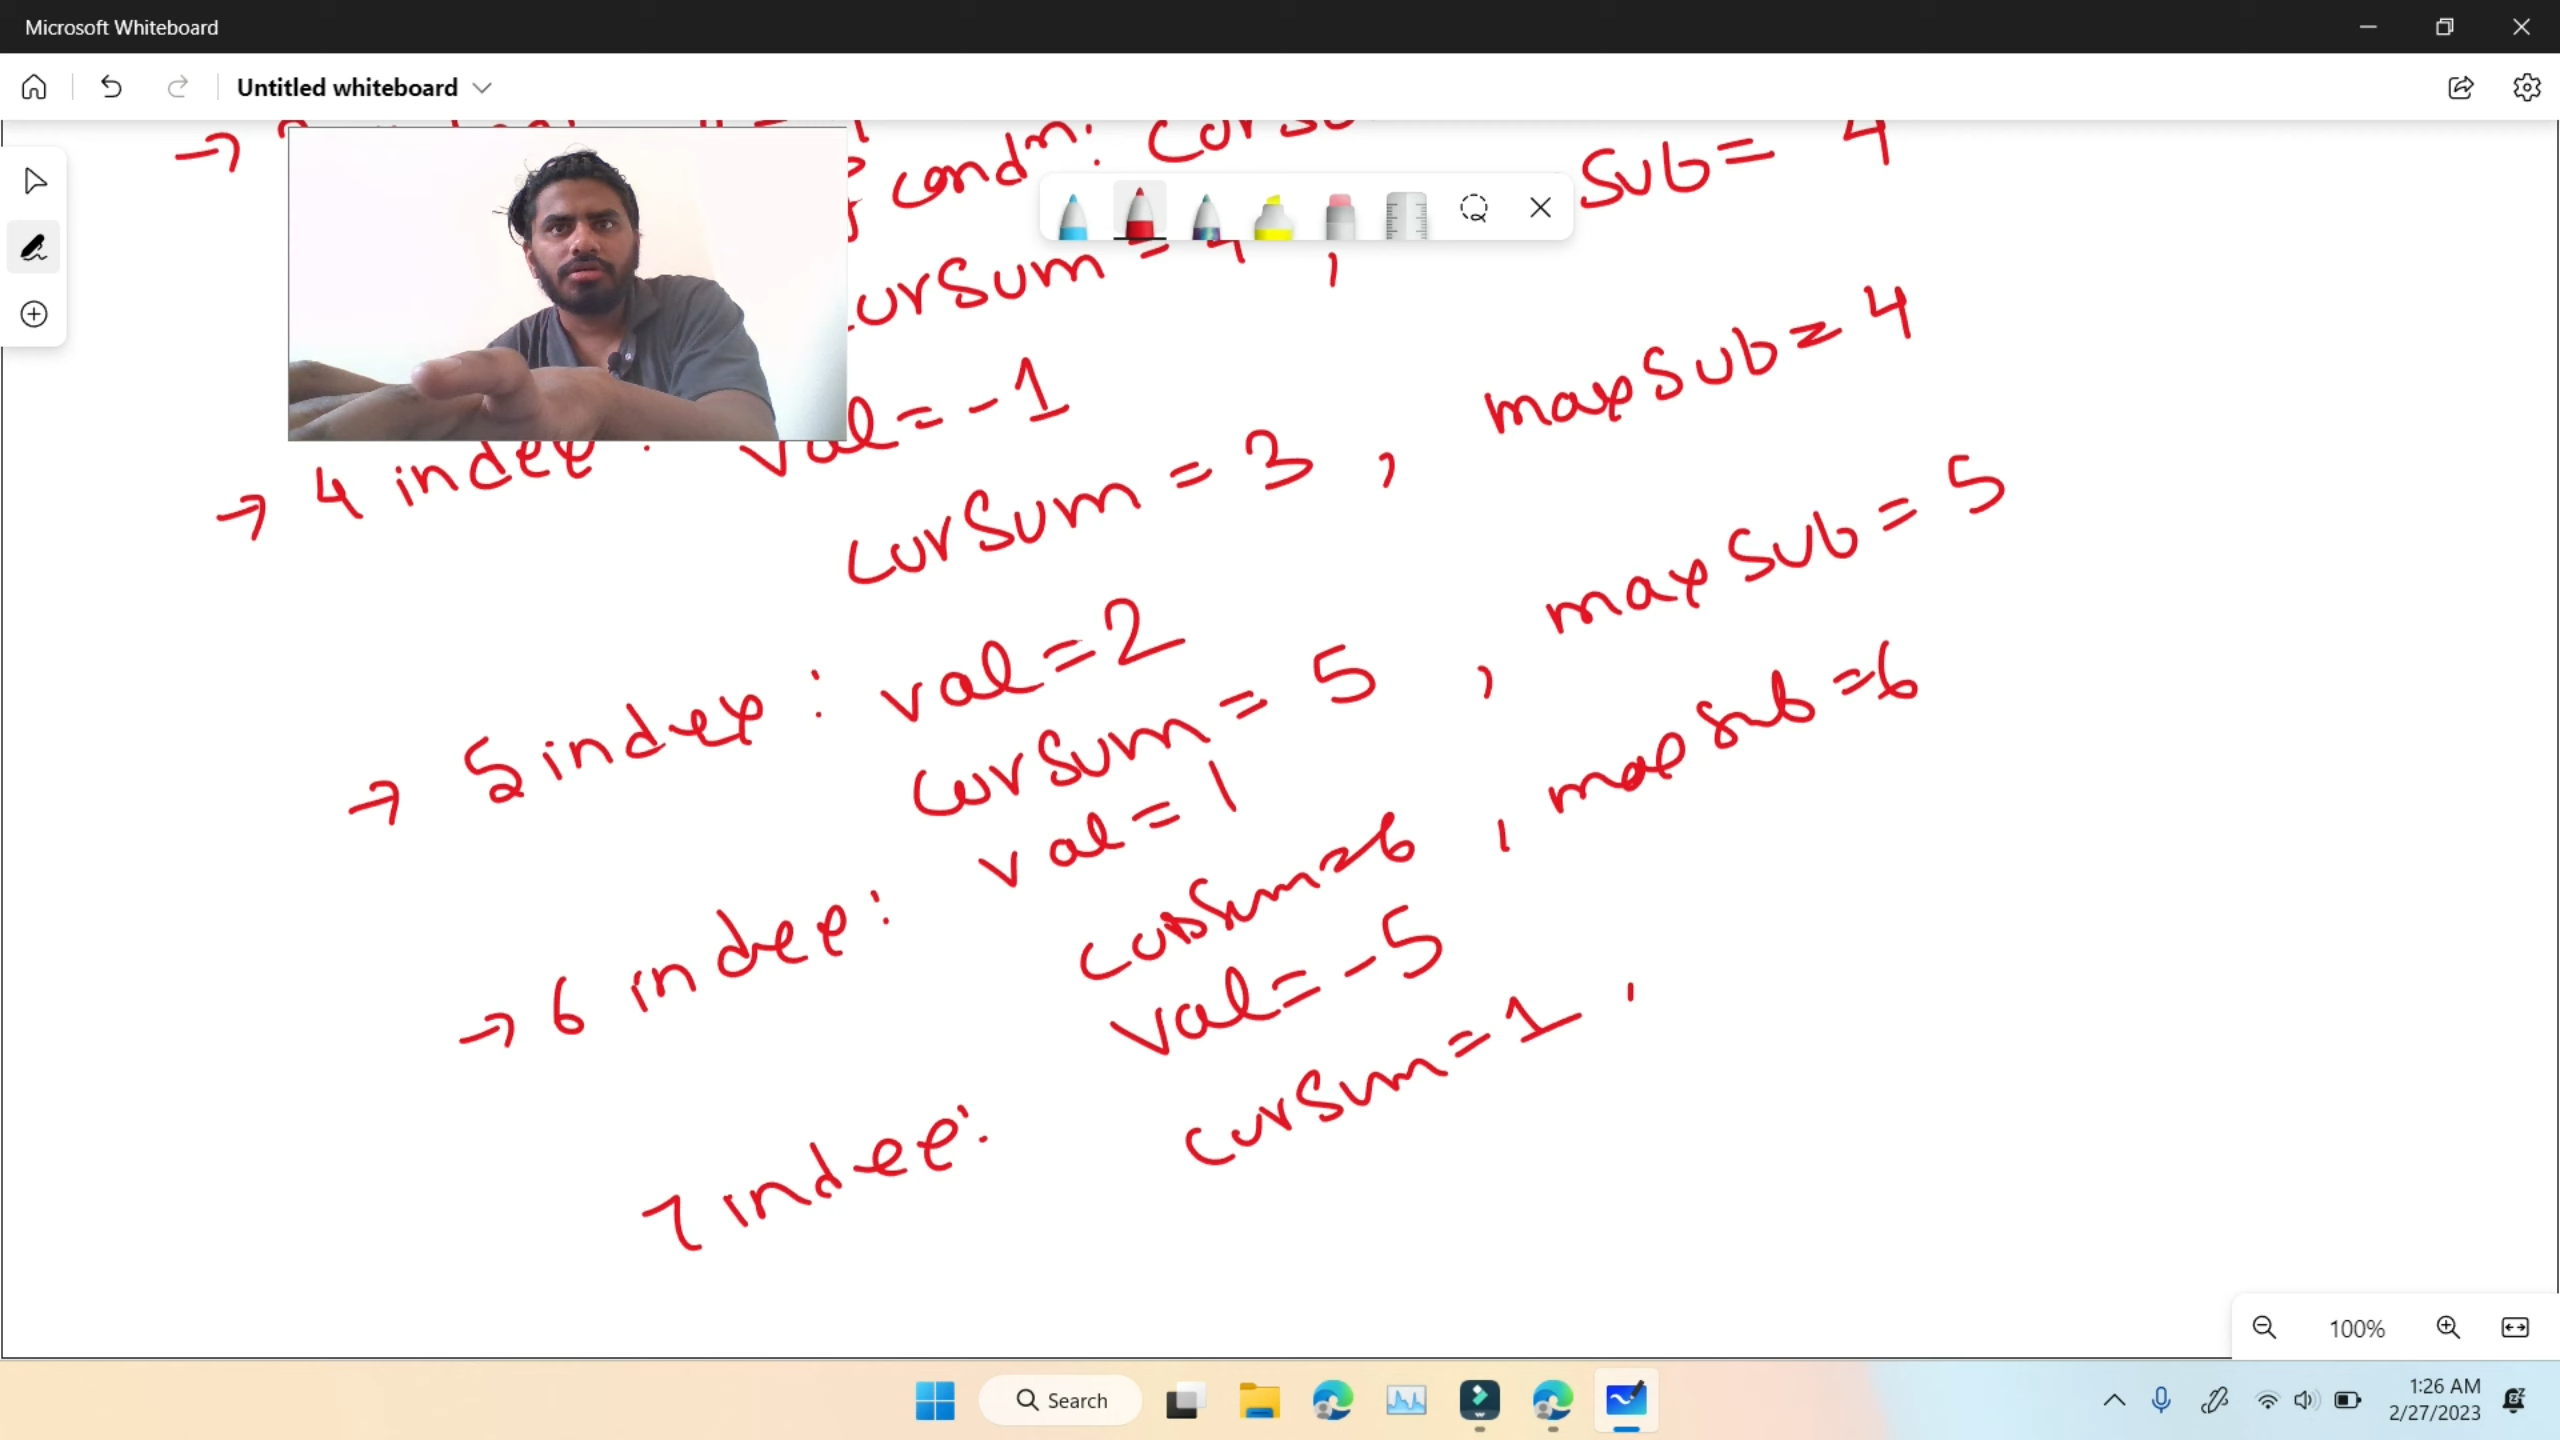 Microsoft Whiteboard
Untitled whiteboard
condn: curs
Sub= 4
curSum = 4 ,
→ 4 index : val = -1
curSum = 3 , maxSub = 4
→ 5 index : val = 2
curSum = 5 , maxSub = 5
→ 6 index : val = 1
curSum = 6 , maxSub = 6
7 index: val = -5
curSum = 1 ,
100%
Search
1:26 AM
2/27/2023